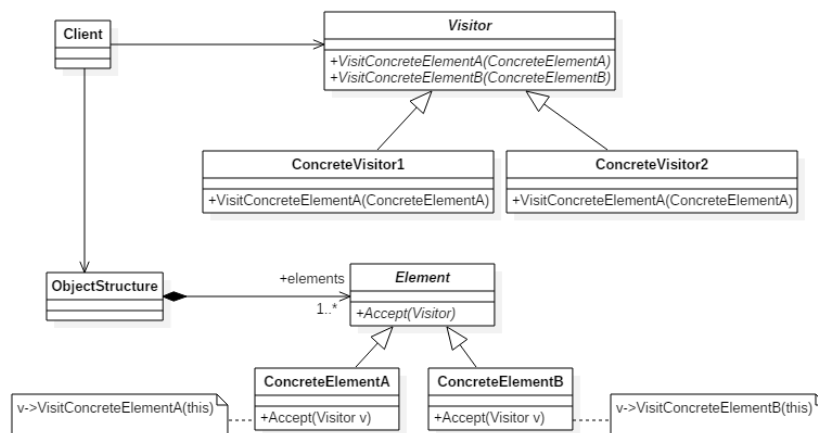 Client
Visitor
+VisitConcreteElementA(ConcreteElementA)
+VisitConcreteElementB(ConcreteElementB)
ConcreteVisitor1
+VisitConcreteElementA(ConcreteElementA)
ConcreteVisitor2
+VisitConcreteElementA(ConcreteElementA)
ObjectStructure
+elements
1..*
Element
+Accept(Visitor)
ConcreteElementA
+Accept(Visitor v)
ConcreteElementB
+Accept(Visitor v)
v->VisitConcreteElementA(this)
v->VisitConcreteElementB(this)